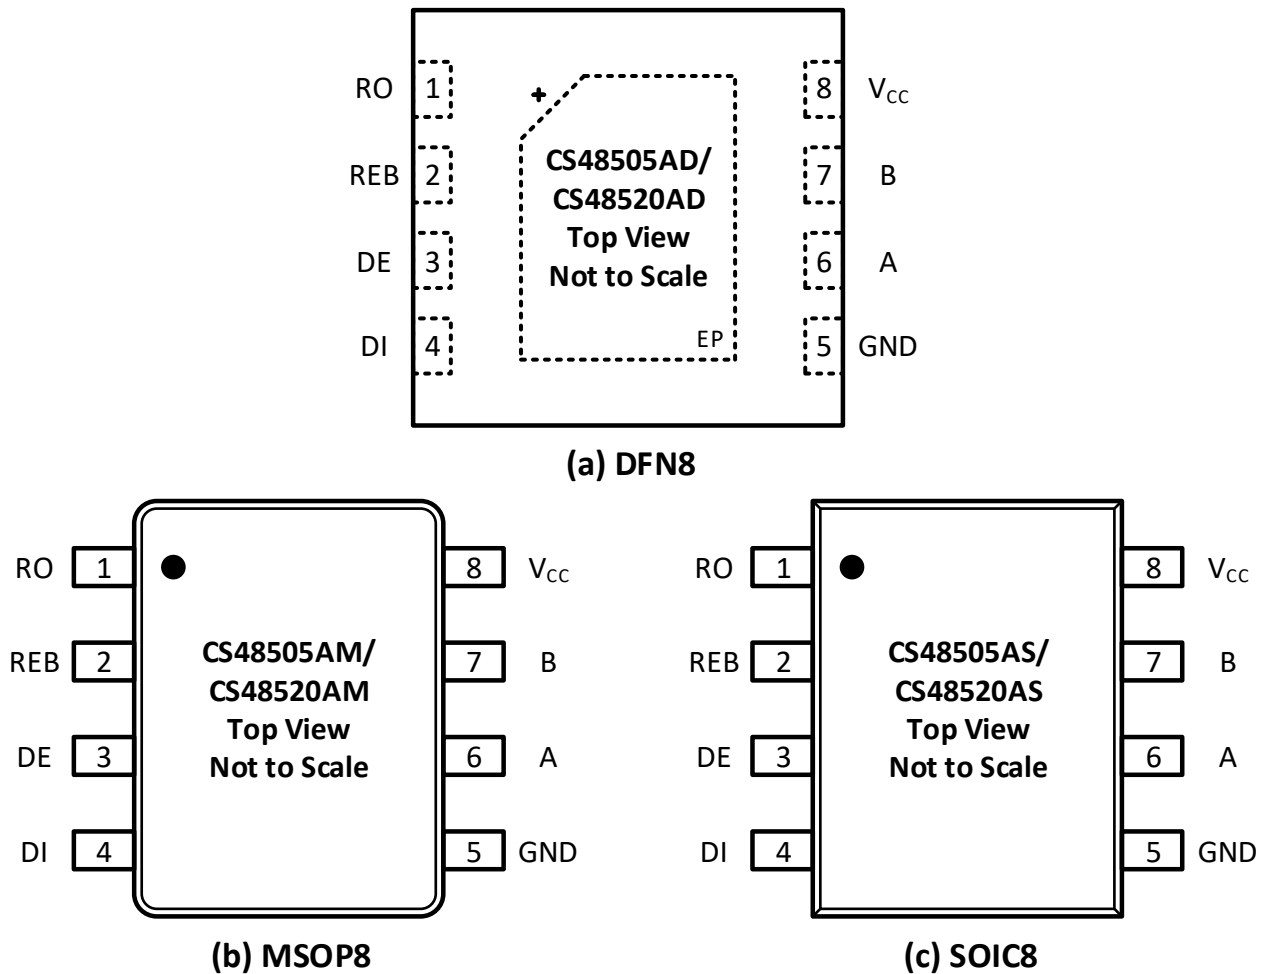 RO 1 8 VCC
REB 2 7 B
DE 3 6 A
DI 4 5 GND
+
CS48505AD/
CS48520AD
Top View
Not to Scale
EP
(a) DFN8
RO 1 8 VCC
REB 2 7 B
DE 3 6 A
DI 4 5 GND
CS48505AM/
CS48520AM
Top View
Not to Scale
(b) MSOP8
RO 1 8 VCC
REB 2 7 B
DE 3 6 A
DI 4 5 GND
CS48505AS/
CS48520AS
Top View
Not to Scale
(c) SOIC8